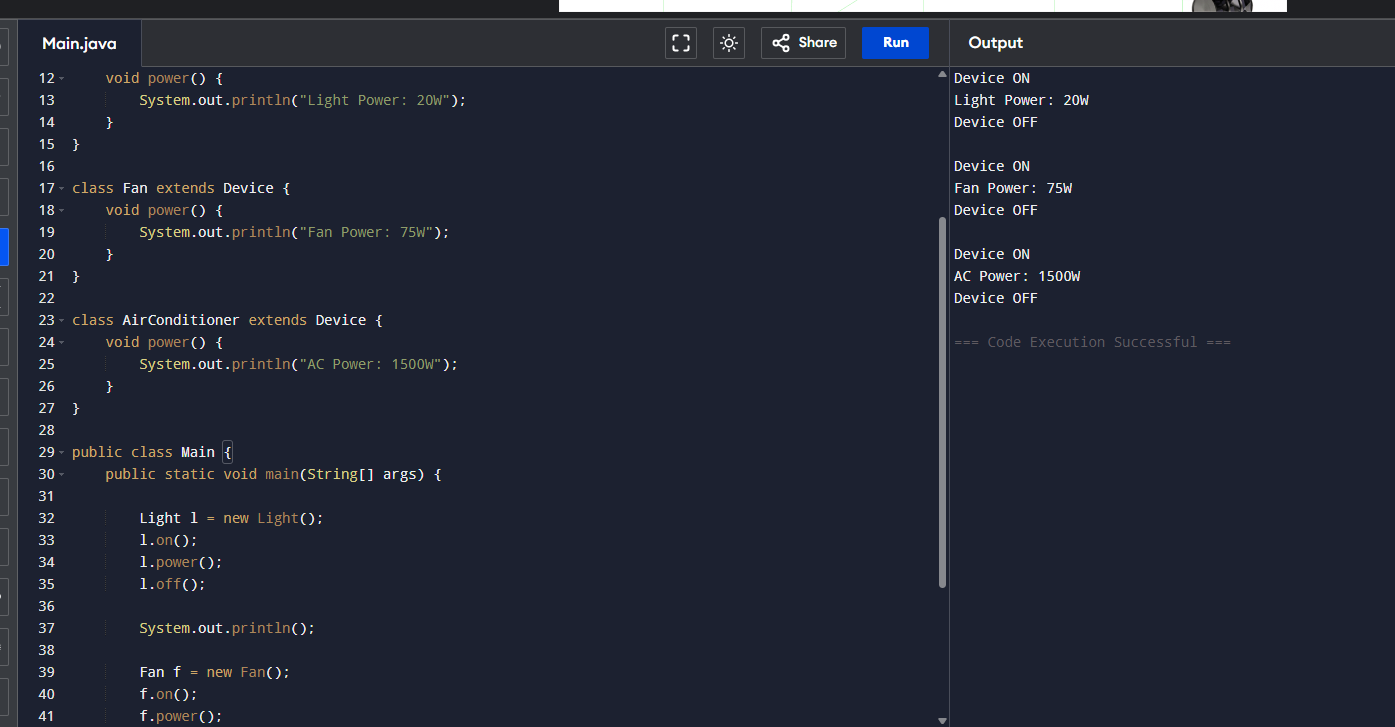 Main.java
Share
Run
Output
12 void power() {
13 System.out.println("Light Power: 20W");
14 }
15 }
16
17 class Fan extends Device {
18 void power() {
19 System.out.println("Fan Power: 75W");
20 }
21 }
22
23 class AirConditioner extends Device {
24 void power() {
25 System.out.println("AC Power: 1500W");
26 }
27 }
28
29 public class Main {
30 public static void main(String[] args) {
31
32 Light l = new Light();
33 l.on();
34 l.power();
35 l.off();
36
37 System.out.println();
38
39 Fan f = new Fan();
40 f.on();
41 f.power();
Device ON
Light Power: 20W
Device OFF
Device ON
Fan Power: 75W
Device OFF
Device ON
AC Power: 1500W
Device OFF
=== Code Execution Successful ===